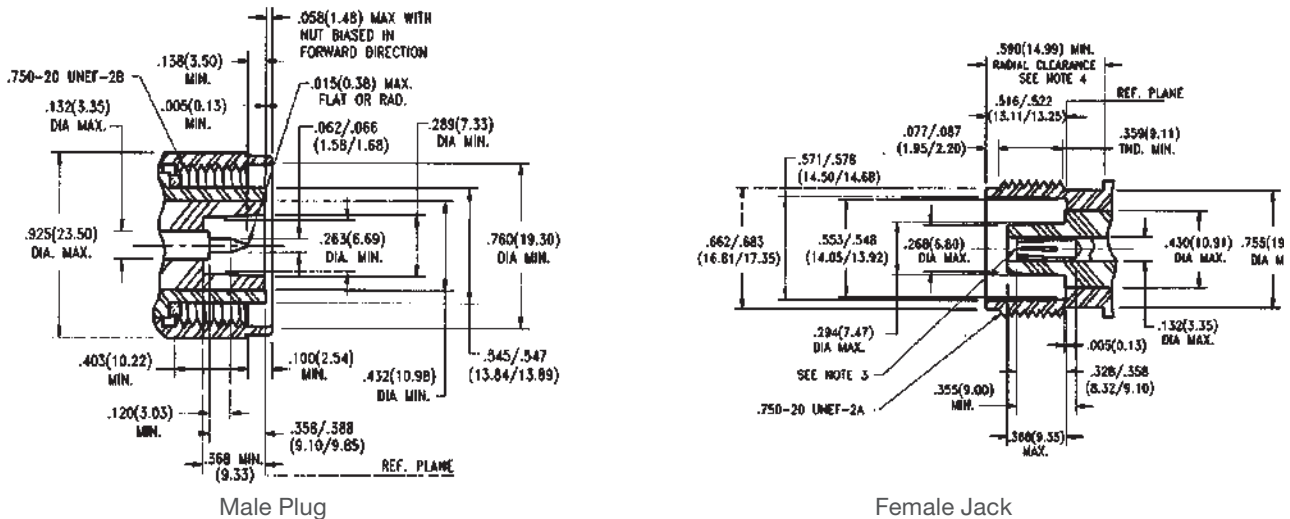 .058(1.48) MAX WITH
NUT BIASED IN
FORWARD DIRECTION
.138(3.50)
MIN.
.750-20 UNEF-2B
.015(0.38) MAX.
FLAT OR RAD.
.132(3.35)
DIA MAX.
.005(0.13)
MIN.
.062/.066
(1.58/1.68)
.289(7.33)
DIA MIN.
.925(23.50)
DIA. MAX.
.263(6.69)
DIA. MIN.
.760(19.30)
DIA MIN.
.403(10.22)
MIN.
.100(2.54)
MIN.
.545/.547
(13.84/13.89)
.432(10.98)
DIA MIN.
.120(3.03)
MIN.
.358/.388
(9.10/9.85)
.368 MIN.
(9.33)
REF. PLANE
Male Plug
.590(14.99) MIN.
RADIAL CLEARANCE
SEE NOTE 4
REF. PLANE
.516/.522
(13.11/13.25)
.077/.087
(1.95/2.20)
.359(9.11)
THD. MIN.
.571/.578
(14.50/14.68)
.662/.683
(16.81/17.35)
.553/.548
(14.05/13.92)
.268(6.80)
DIA MAX.
.430(10.91)
DIA MAX.
.755(19
DIA M
.294(7.47)
DIA MAX.
.132(3.35)
DIA MAX.
.005(0.13)
SEE NOTE 3
.328/.358
(8.32/9.10)
.355(9.00)
MIN.
.750-20 UNEF-2A
.368(9.35)
MAX.
Female Jack